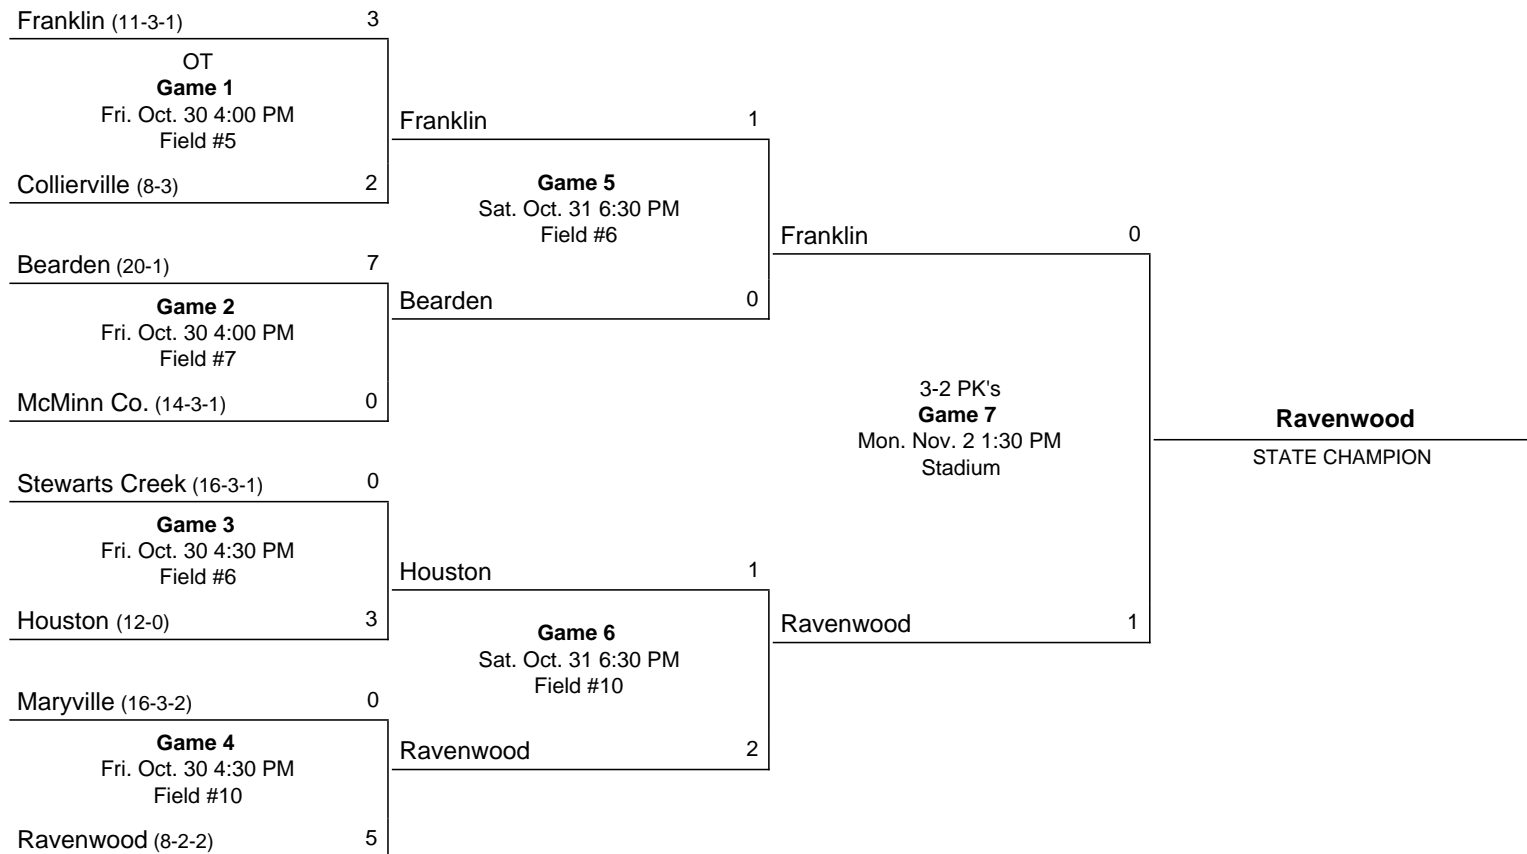 Franklin (11-3-1) 3
OT
Game 1
Fri. Oct. 30 4:00 PM
Field #5
Collierville (8-3) 2
Bearden (20-1) 7
Game 2
Fri. Oct. 30 4:00 PM
Field #7
McMinn Co. (14-3-1) 0
Stewarts Creek (16-3-1) 0
Game 3
Fri. Oct. 30 4:30 PM
Field #6
Houston (12-0) 3
Maryville (16-3-2) 0
Game 4
Fri. Oct. 30 4:30 PM
Field #10
Ravenwood (8-2-2) 5
Franklin 1
Game 5
Sat. Oct. 31 6:30 PM
Field #6
Bearden 0
Houston 1
Game 6
Sat. Oct. 31 6:30 PM
Field #10
Ravenwood 2
Franklin 0
3-2 PK's
Game 7
Mon. Nov. 2 1:30 PM
Stadium
Ravenwood 1
Ravenwood
STATE CHAMPION